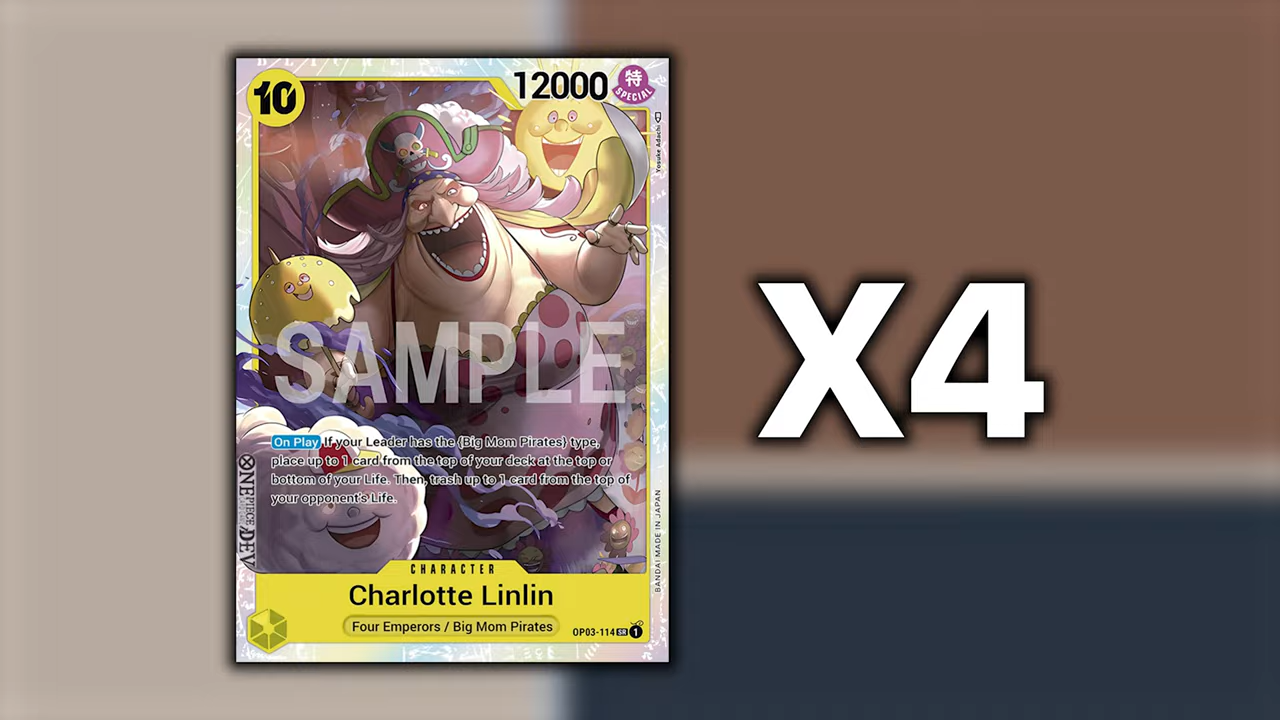 10
12000
特
SPECIAL
Yosuke Adachi
SAMPLE
On Play If your Leader has the {Big Mom Pirates} type,
place up to 1 card from the top of your deck at the top or
bottom of your Life. Then, trash up to 1 card from the top of
your opponent's Life.
BANDAI MADE IN JAPAN
CHARACTER
Charlotte Linlin
Four Emperors / Big Mom Pirates
OP03-114 SR 1
X4